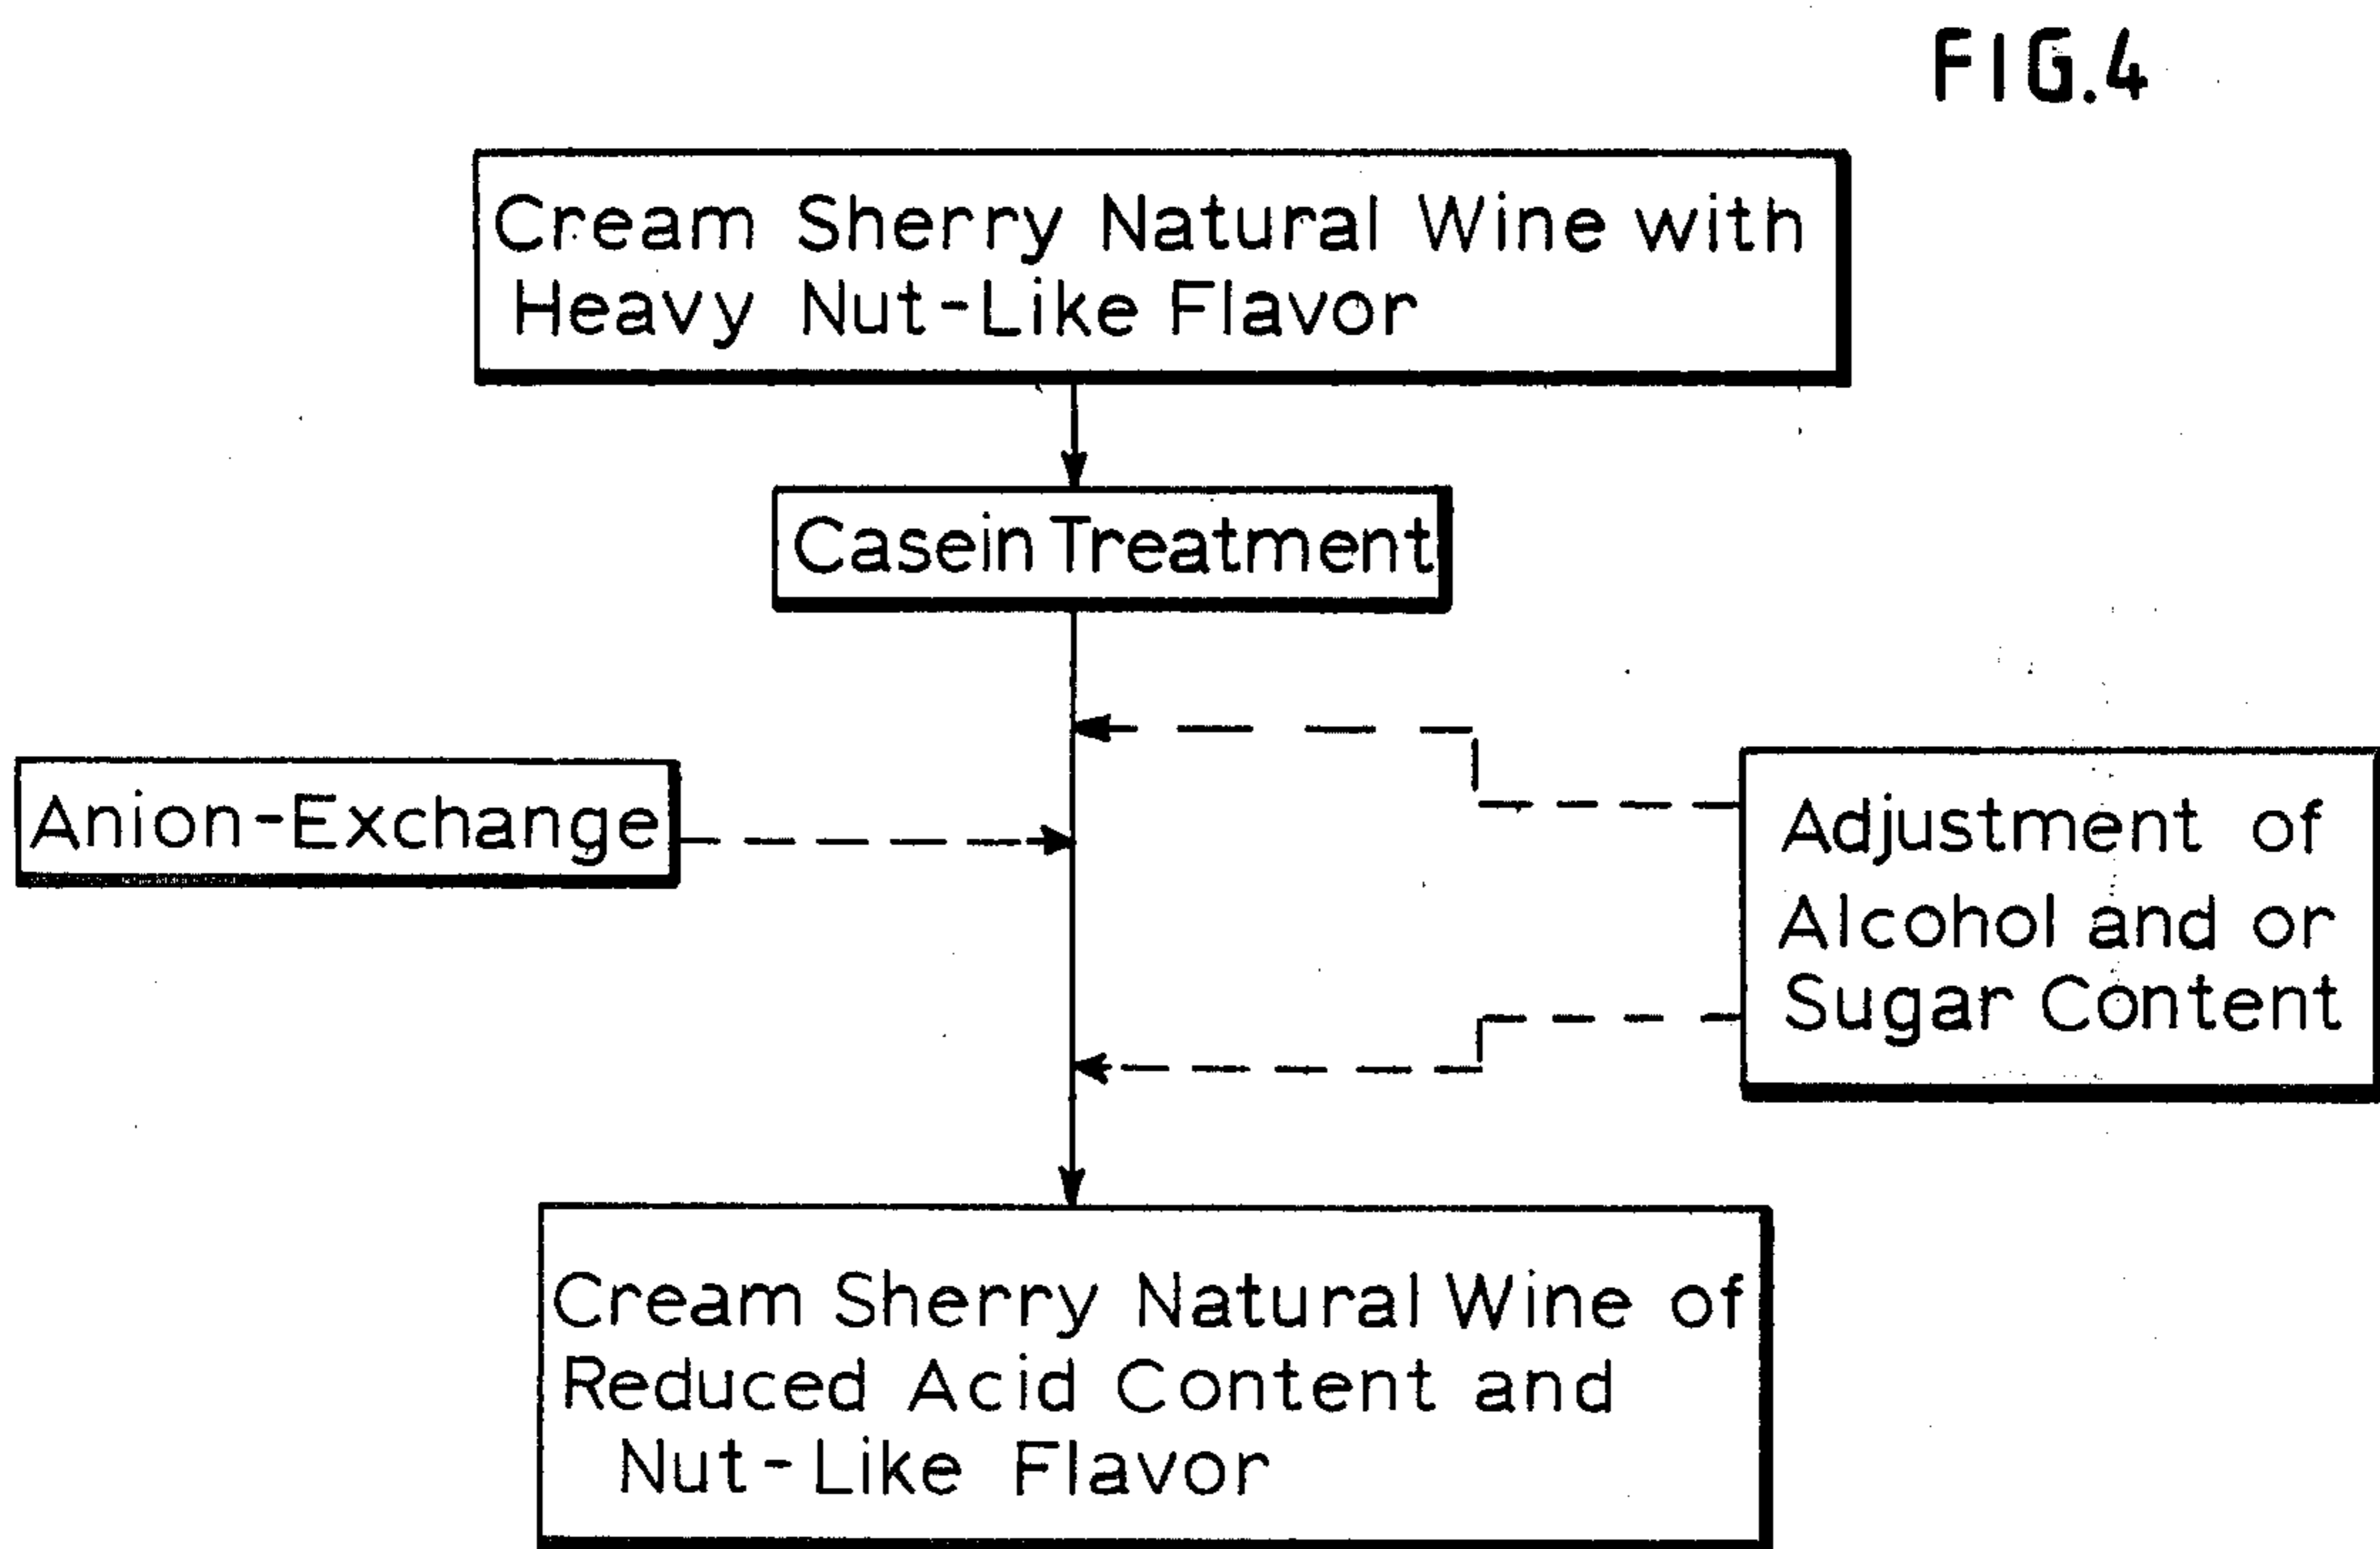 FIG.4
Cream Sherry Natural Wine with
Heavy Nut-Like Flavor
Casein Treatment
Anion-Exchange
Adjustment of
Alcohol and or
Sugar Content
Cream Sherry Natural Wine of
Reduced Acid Content and
Nut-Like Flavor